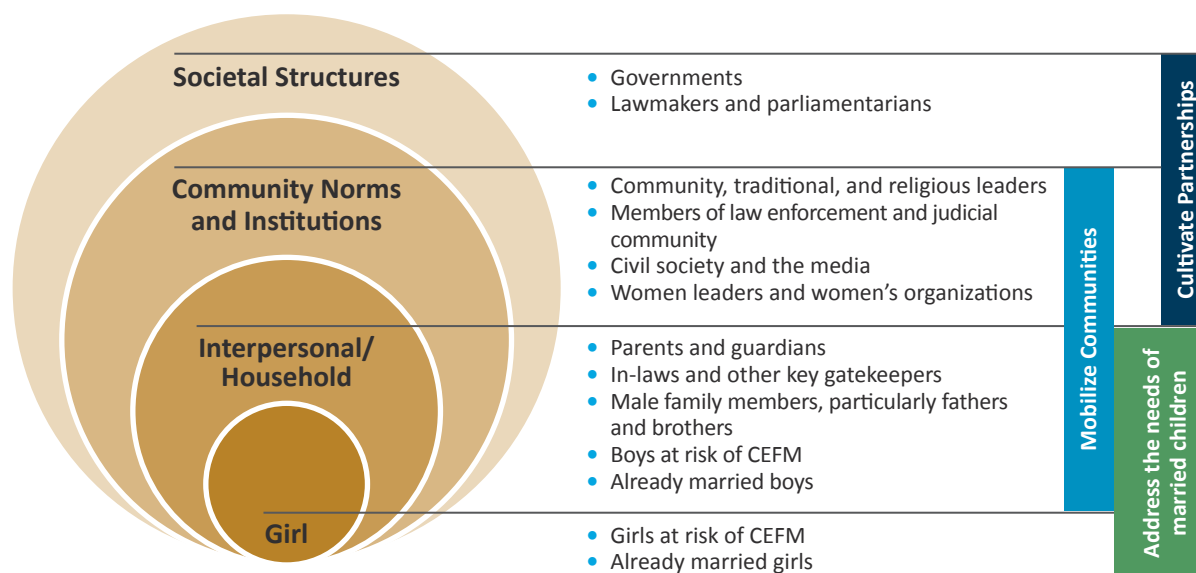 Societal Structures
• Governments
• Lawmakers and parliamentarians
Community Norms
and Institutions
• Community, traditional, and religious leaders
• Members of law enforcement and judicial
community
• Civil society and the media
• Women leaders and women’s organizations
Interpersonal/
Household
• Parents and guardians
• In-laws and other key gatekeepers
• Male family members, particularly fathers
and brothers
• Boys at risk of CEFM
• Already married boys
Girl
• Girls at risk of CEFM
• Already married girls
Mobilize Communities
Cultivate Partnerships
Address the needs of
married children